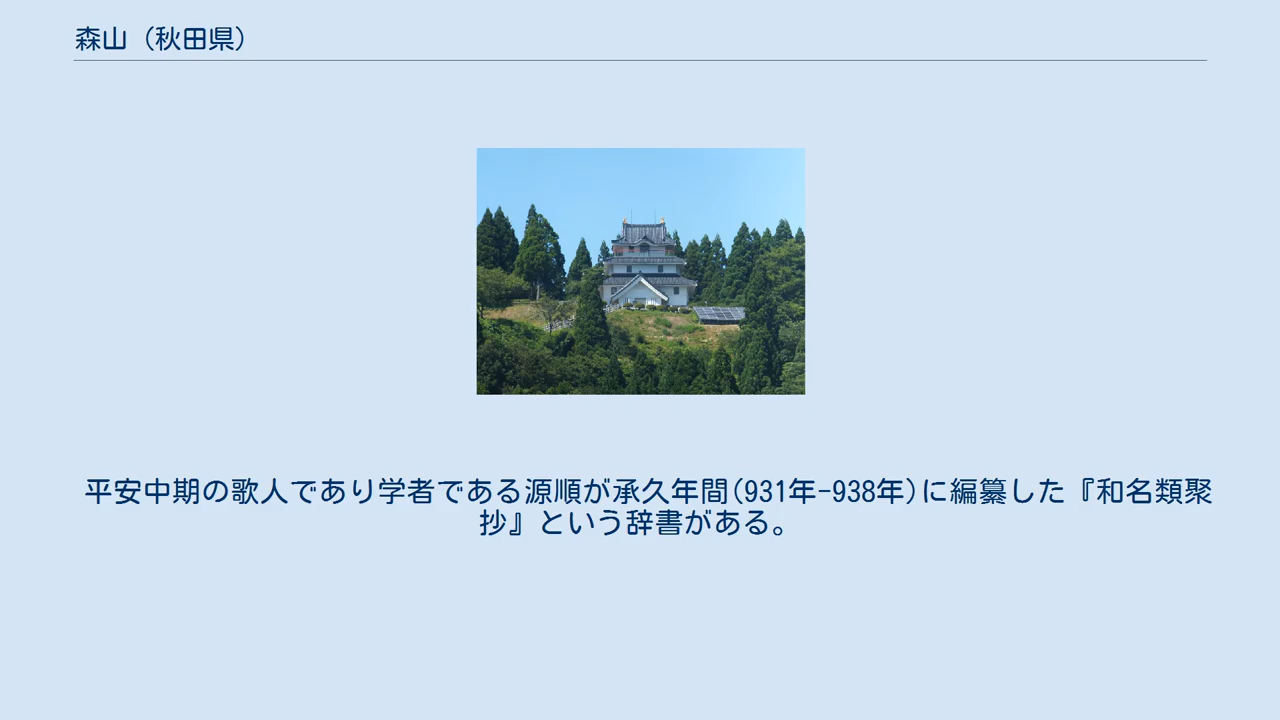 森山（秋田県）
平安中期の歌人であり学者である源順が承久年間(931年-938年)に編纂した『和名類聚
抄』という辞書がある。